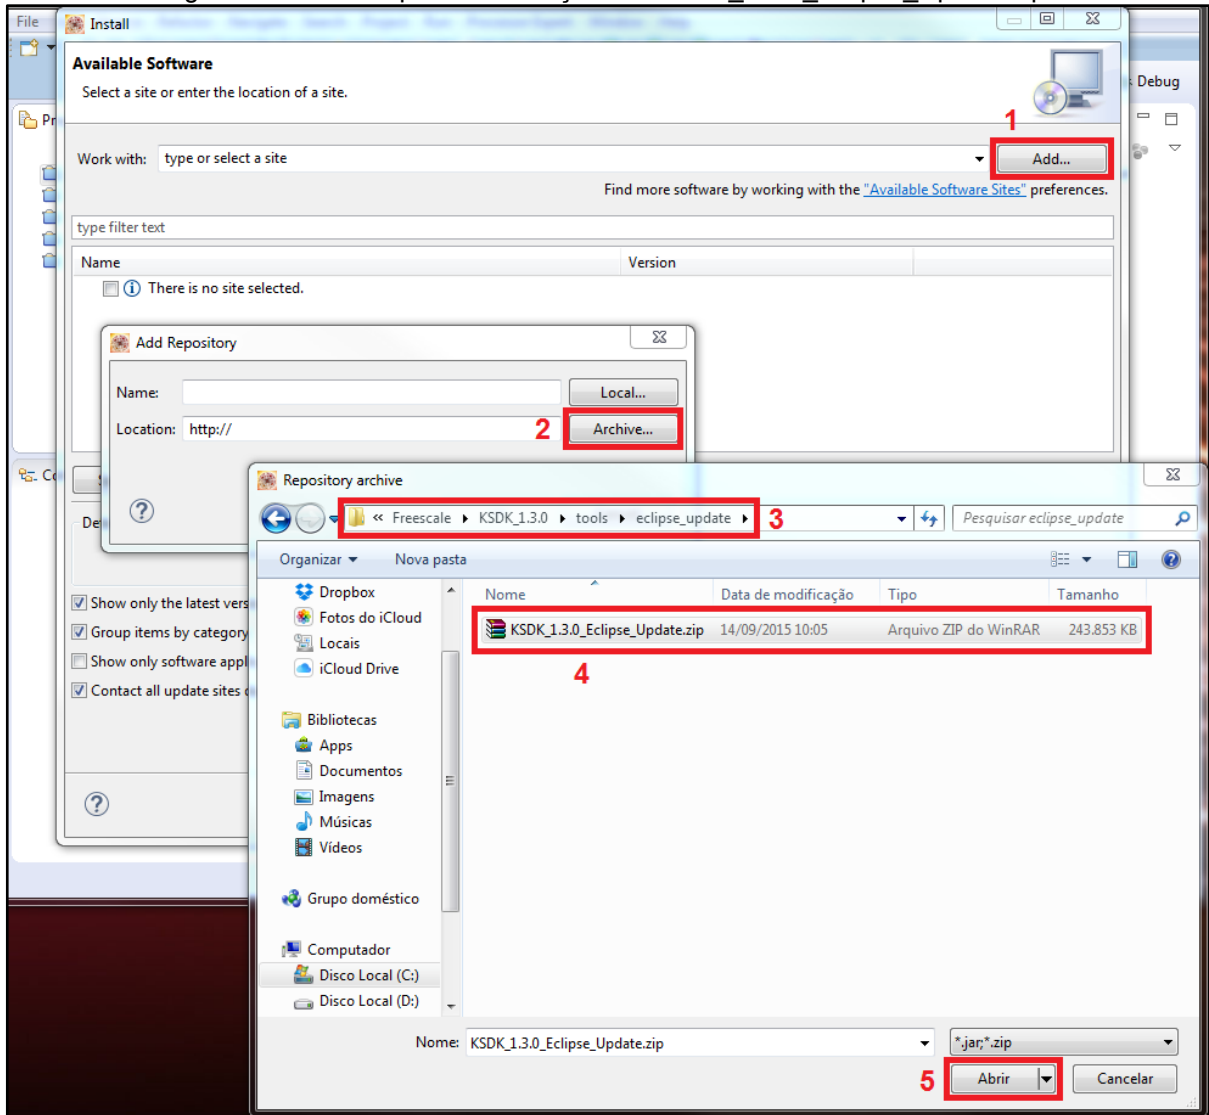 File
Install
Available Software
Select a site or enter the location of a site.
Debug
Pr
1
Work with: type or select a site
Add...
Find more software by working with the "Available Software Sites" preferences.
type filter text
Name Version
There is no site selected.
Add Repository
Name: Local...
Location: http:// 2 Archive...
Co
Repository archive
De
« Freescale KSDK_1.3.0 tools eclipse_update 3 Pesquisar eclipse_update
Organizar Nova pasta
Nome Data de modificação Tipo Tamanho
KSDK_1.3.0_Eclipse_Update.zip 14/09/2015 10:05 Arquivo ZIP do WinRAR 243.853 KB
4
Dropbox
Fotos do iCloud
Locais
iCloud Drive
Bibliotecas
Apps
Documentos
Imagens
Músicas
Vídeos
Grupo doméstico
Computador
Disco Local (C:)
Disco Local (D:)
Show only the latest vers
Group items by category
Show only software appl
Contact all update sites
Nome: KSDK_1.3.0_Eclipse_Update.zip *.jar;*.zip
5 Abrir Cancelar